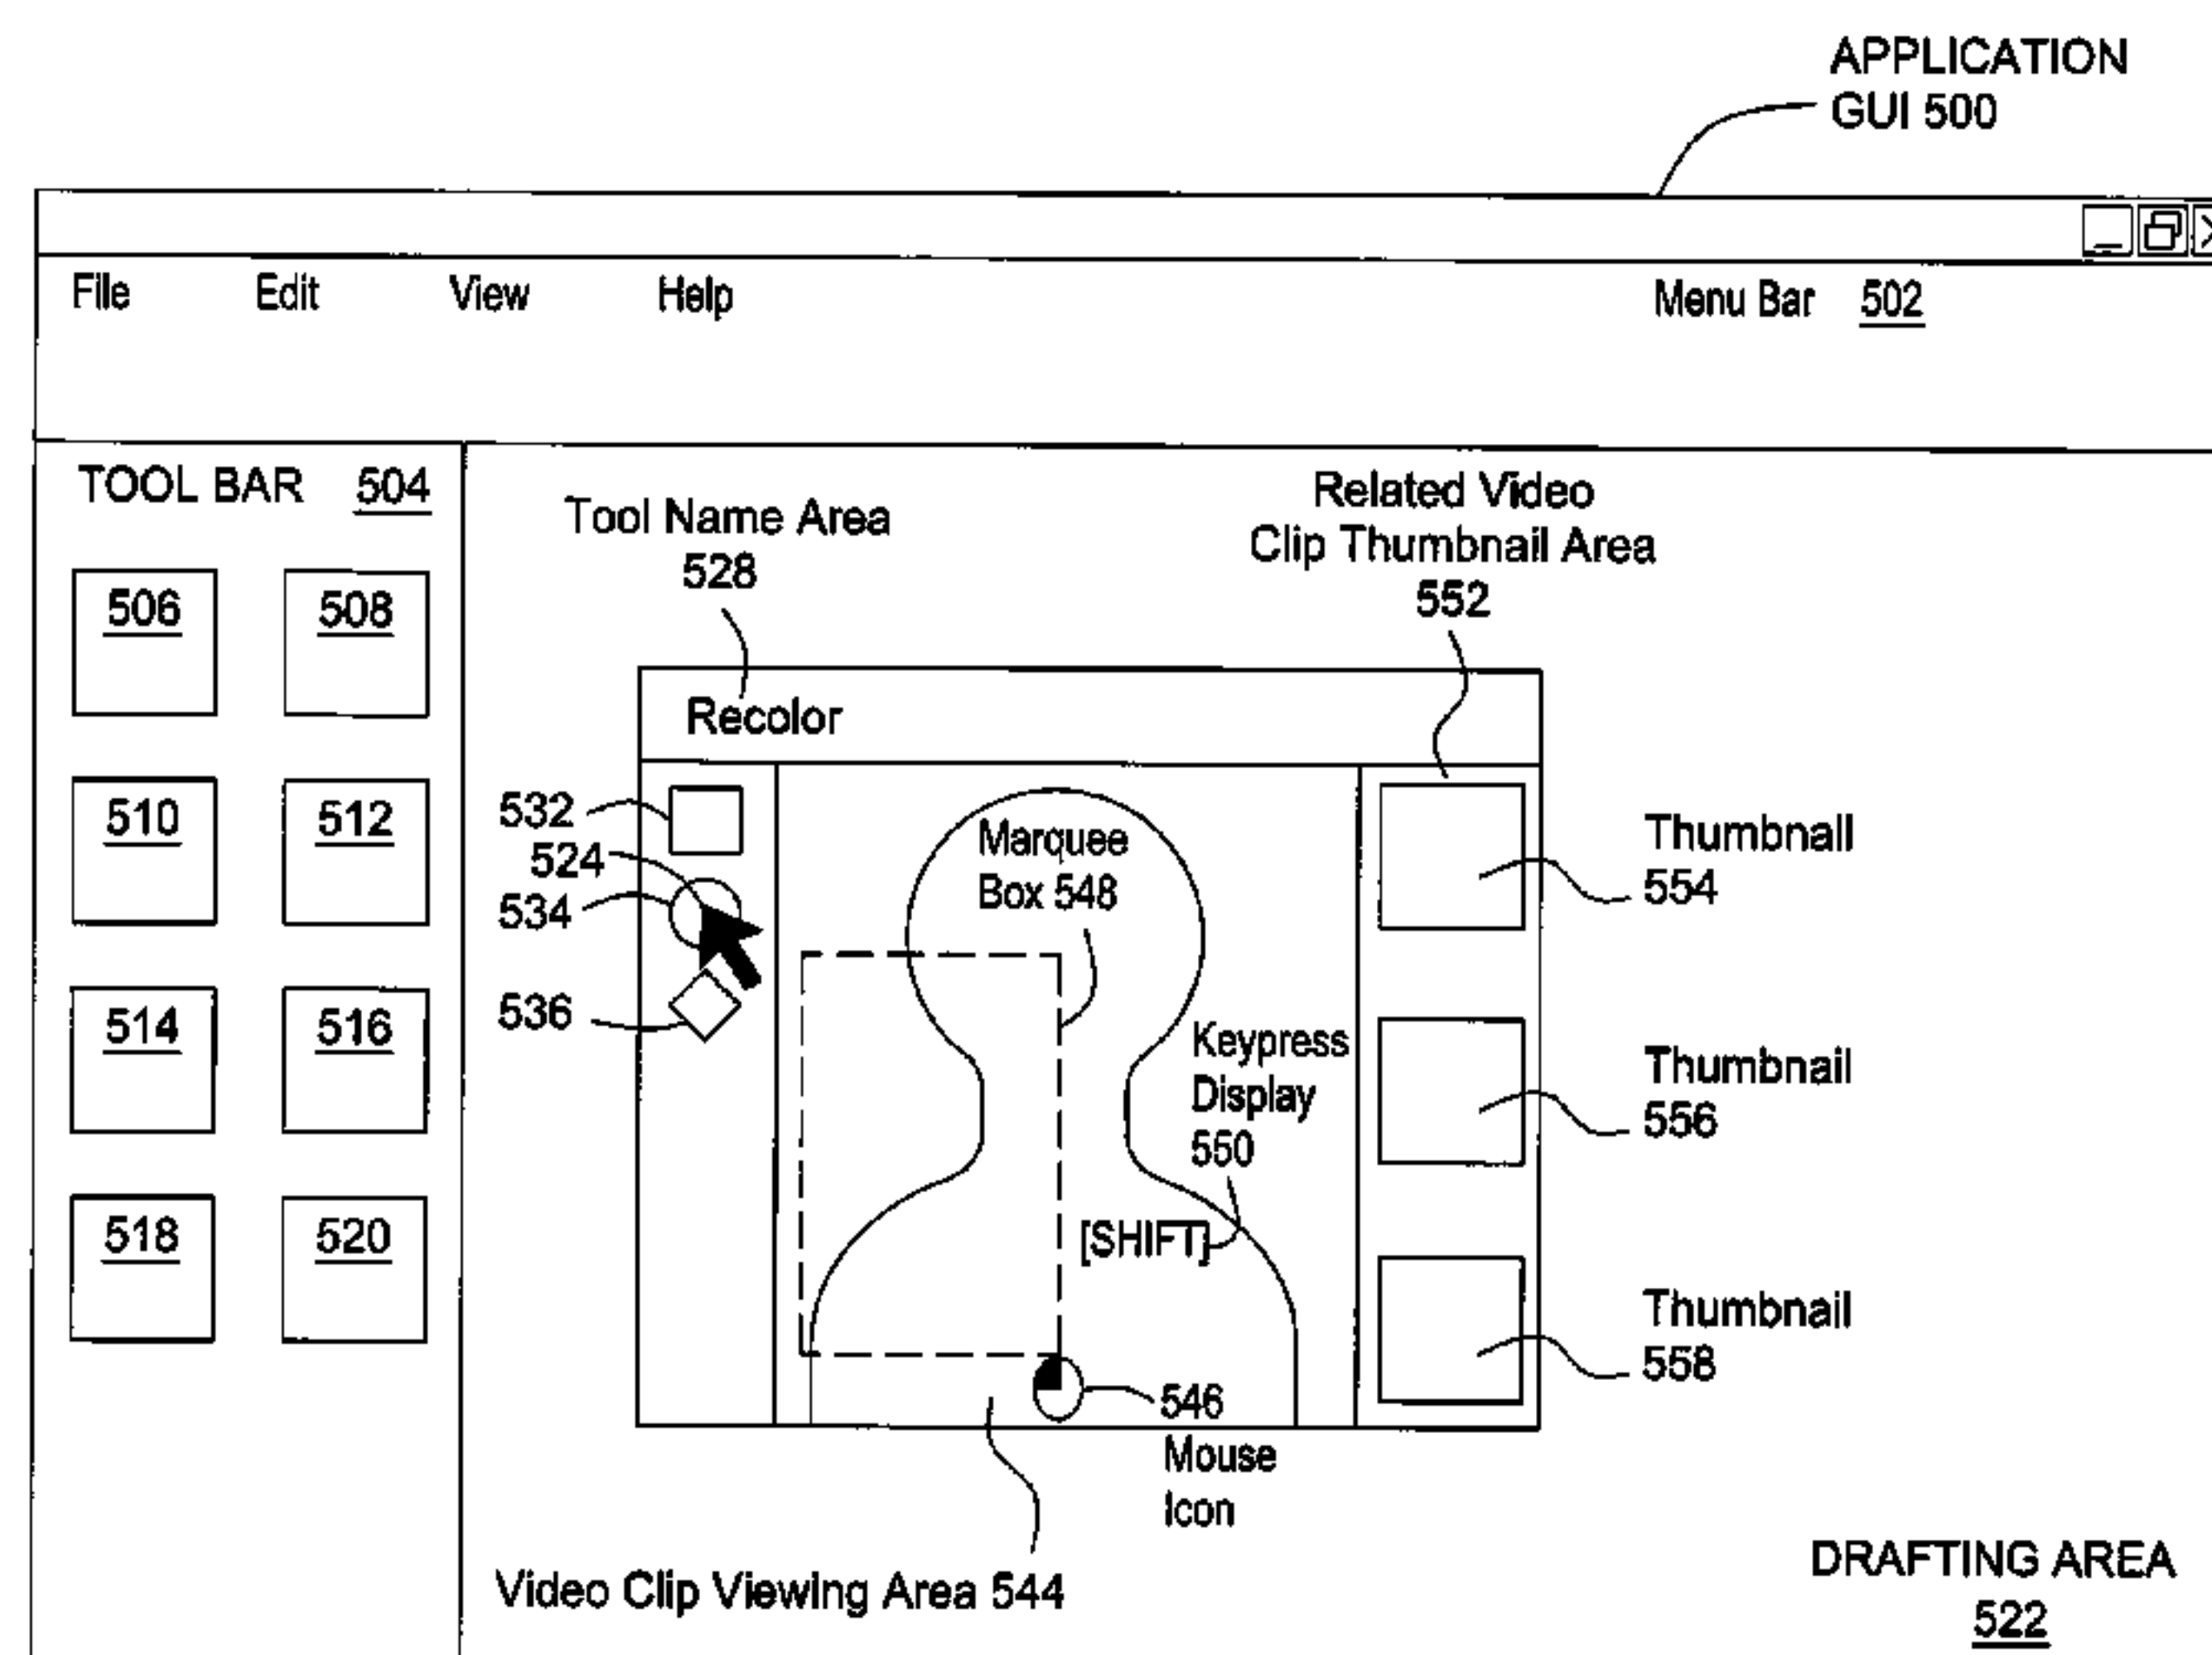 APPLICATION
GUI 500
File Edit View Help Menu Bar 502
TOOL BAR 504
506 508
510 512
514 516
518 520
Tool Name Area
528
Related Video
Clip Thumbnail Area
552
Recolor
532
524
534
536
Marquee
Box 548
Keypress
Display
550
[SHIFT]
546
Mouse
Icon
Thumbnail
554
Thumbnail
556
Thumbnail
558
Video Clip Viewing Area 544
DRAFTING AREA
522